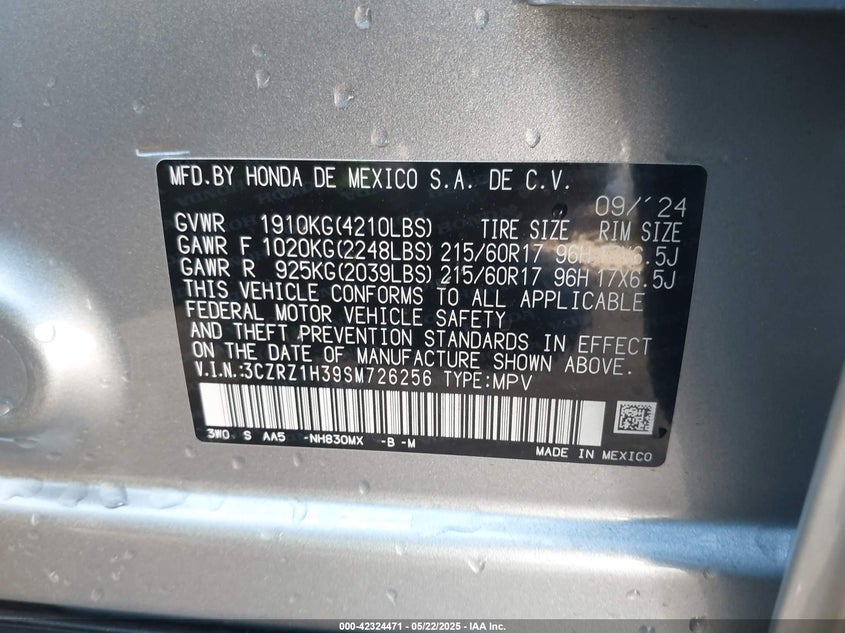 MFD.BY HONDA DE MEXICO S.A. DE C.V.
09/'24
GVWR 1910KG(4210LBS) TIRE SIZE RIM SIZE
GAWR F 1020KG(2248LBS) 215/60R17 96H 17X6.5J
GAWR R 925KG(2039LBS) 215/60R17 96H 17X6.5J
THIS VEHICLE CONFORMS TO ALL APPLICABLE
FEDERAL MOTOR VEHICLE SAFETY
AND THEFT PREVENTION STANDARDS IN EFFECT
ON THE DATE OF MANUFACTURE SHOWN ABOVE.
V.I.N.:3CZRZ1H39SM726256 TYPE:MPV
3W0 S AA5 -NH830MX -B -M
MADE IN MEXICO
000-42324471 — 05/22/2025 — IAA Inc.